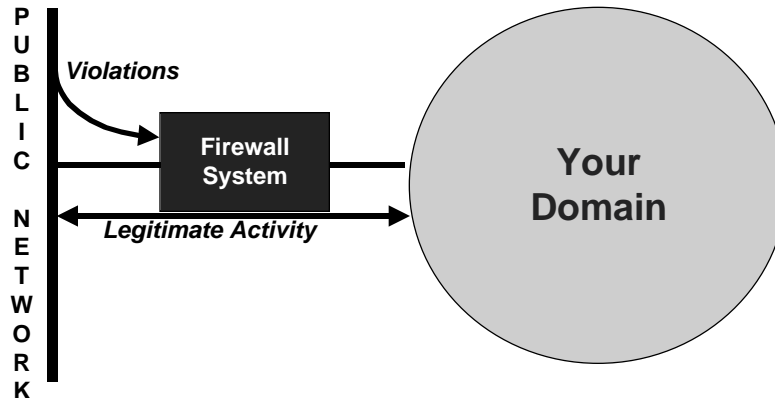 PUBLIC NETWORK
Violations
Firewall
System
Legitimate Activity
Your
Domain